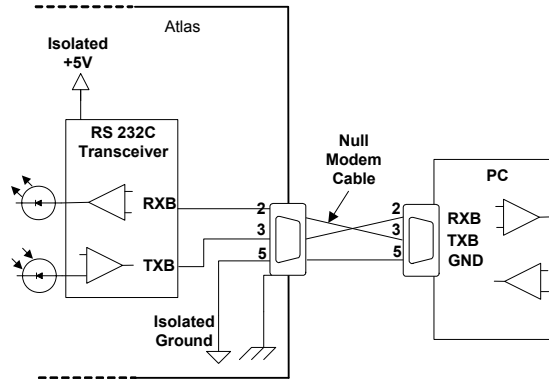 Atlas
Isolated
+5V
RS 232C
Transceiver
RXB
TXB
2
3
5
Isolated
Ground
Null
Modem
Cable
2
3
5
PC
RXB
TXB
GND